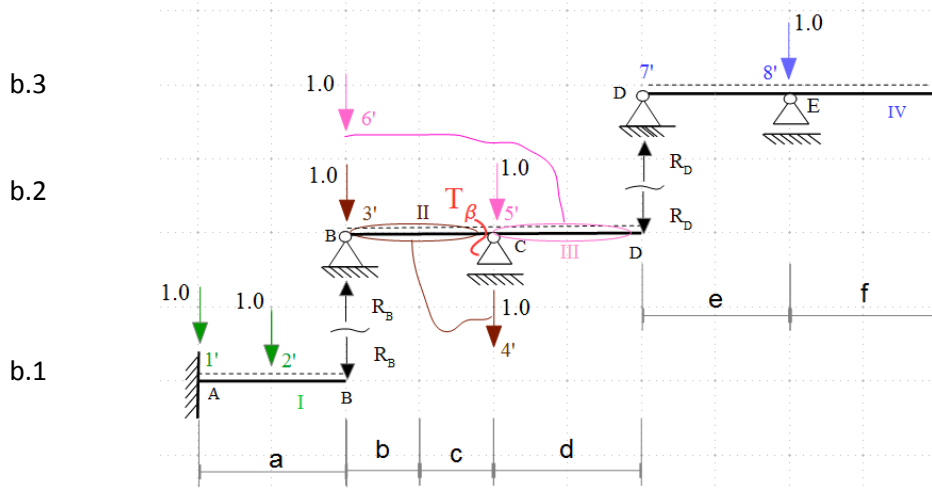 b.3
1.0
7'
8'
D
E
IV
1.0
6'
R_D
b.2
1.0
1.0
T_β
3'
II
5'
R_D
B
C
III
D
1.0
1.0
R_B
1.0
4'
e
f
b.1
1'
2'
R_B
A
I
B
a
b
c
d